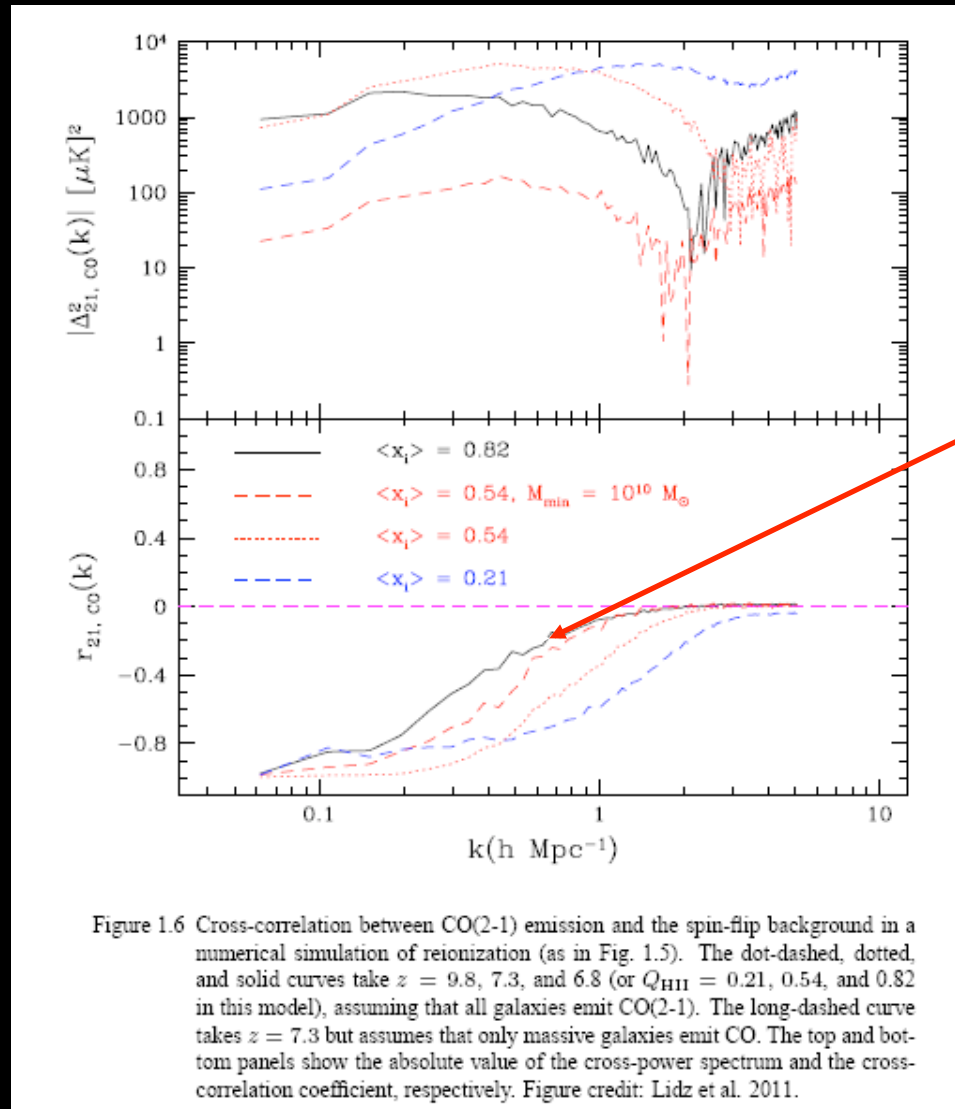 10⁴
1000
100
10
1
0.1
|Δ²₂₁, CO(k)| [μK]²
<xᵢ> = 0.82
<xᵢ> = 0.54, Mmin = 10¹⁰ M⊙
<xᵢ> = 0.54
<xᵢ> = 0.21
0.8
0.4
0
−0.4
−0.8
r₂₁, CO(k)
0.1 1 10
k(h Mpc⁻¹)
Figure 1.6 Cross-correlation between CO(2-1) emission and the spin-flip background in a
numerical simulation of reionization (as in Fig. 1.5). The dot-dashed, dotted,
and solid curves take z = 9.8, 7.3, and 6.8 (or QHII = 0.21, 0.54, and 0.82
in this model), assuming that all galaxies emit CO(2-1). The long-dashed curve
takes z = 7.3 but assumes that only massive galaxies emit CO. The top and bot-
tom panels show the absolute value of the cross-power spectrum and the cross-
correlation coefficient, respectively. Figure credit: Lidz et al. 2011.